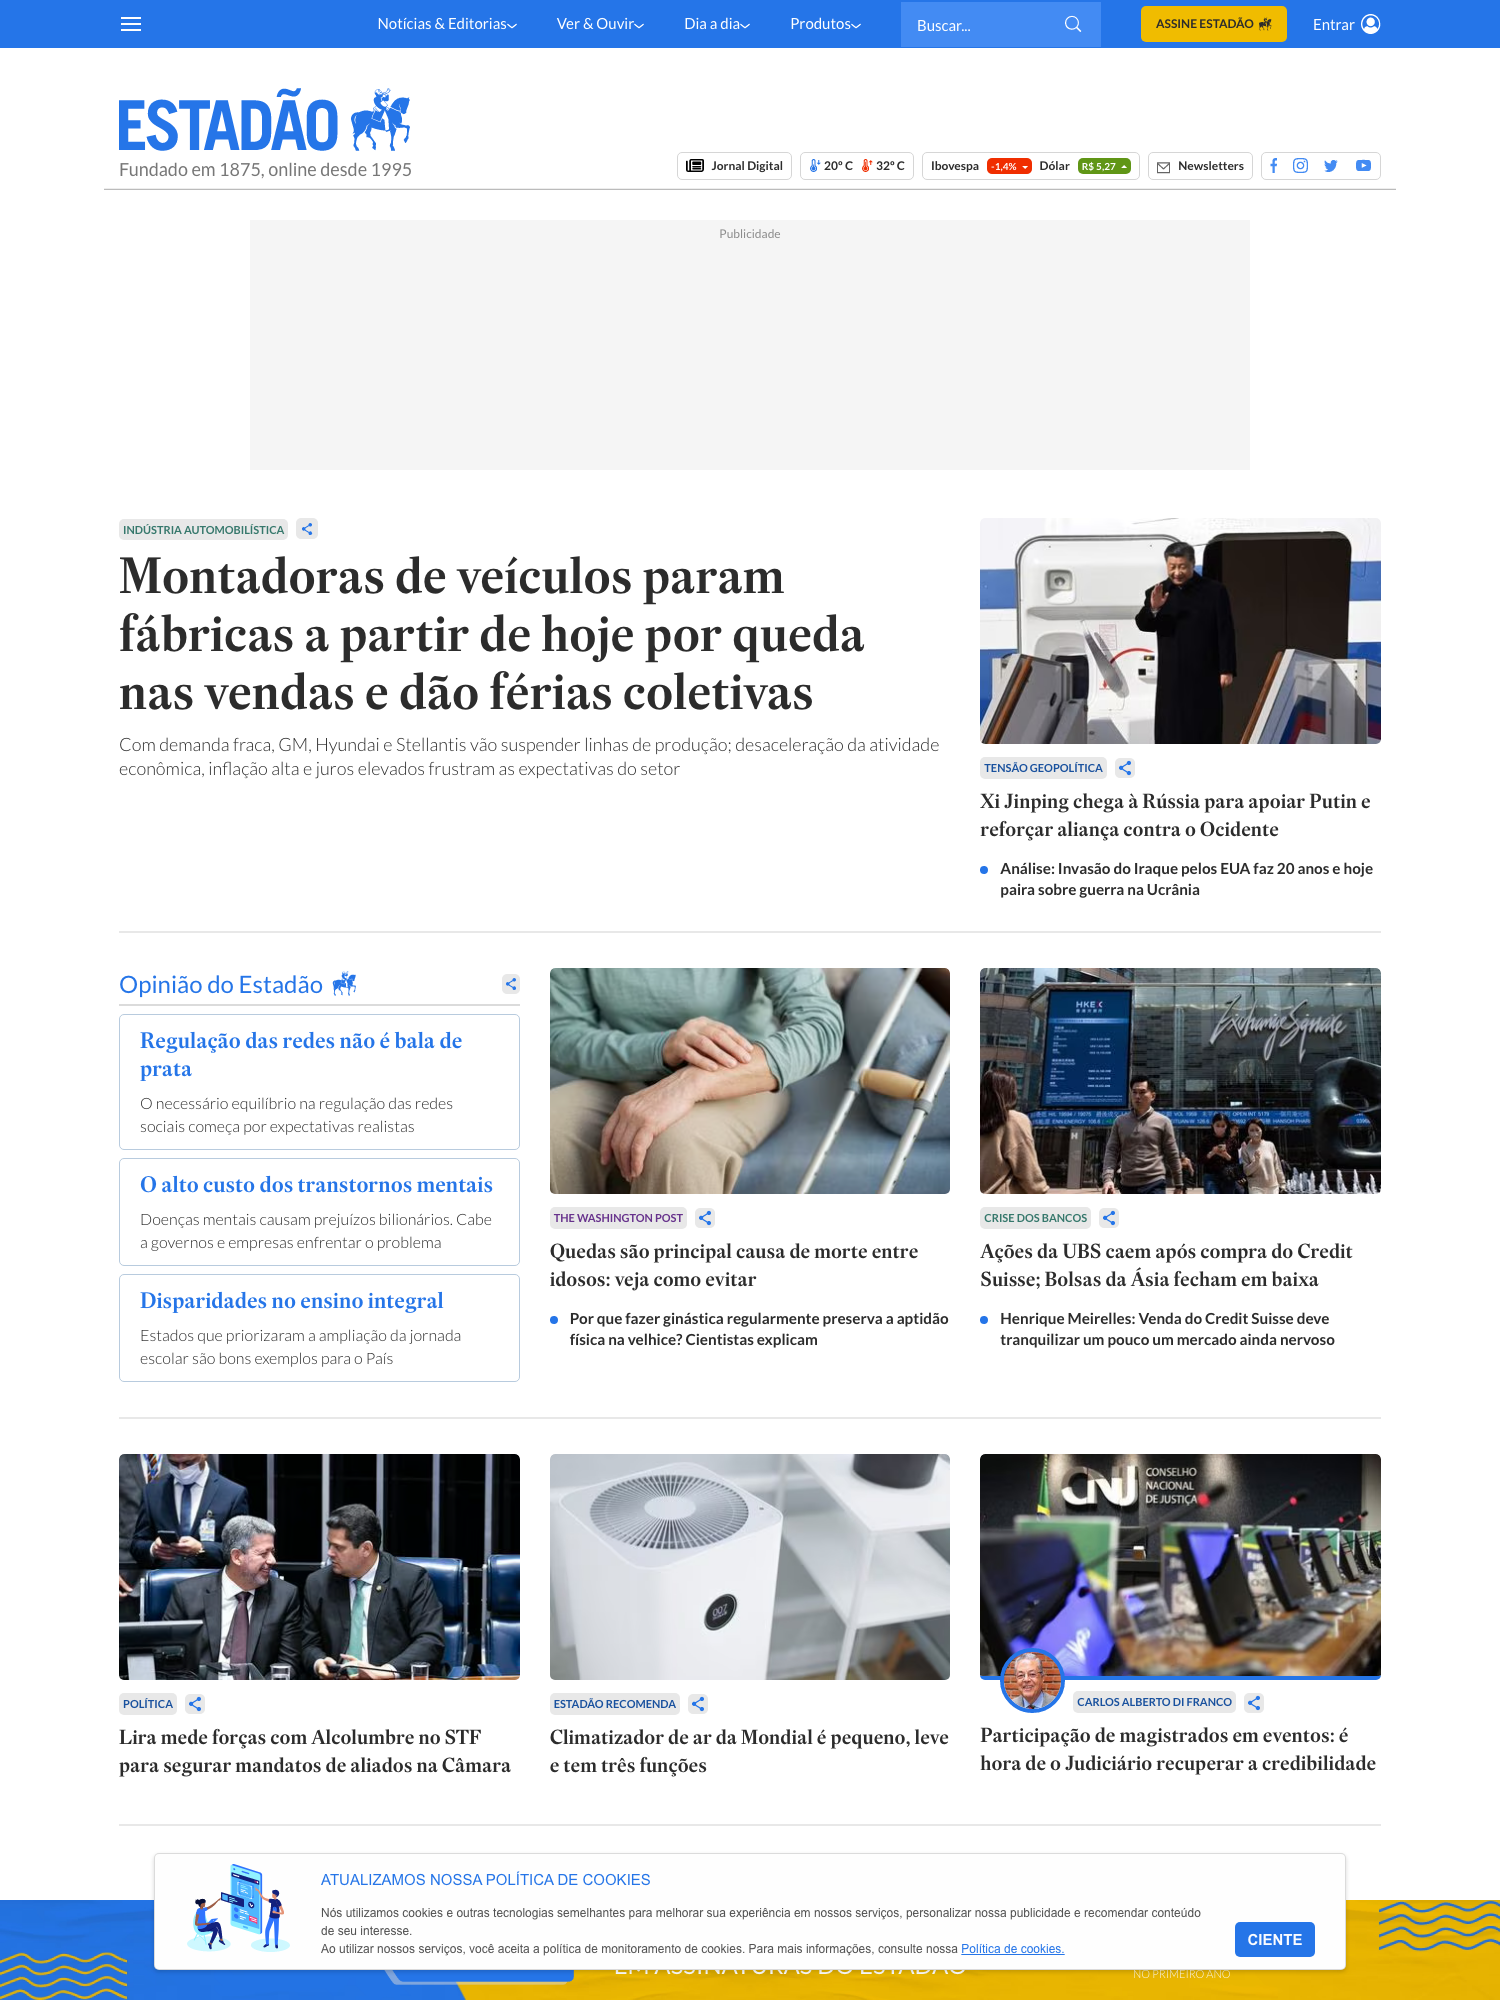 Notícias & Editorias
Ver & Ouvir
Dia a dia
Produtos
Buscar...
ASSINE ESTADÃO
Entrar
ESTADÃO
Fundado em 1875, online desde 1995
Jornal Digital
20º C 32º C
Ibovespa -1,4% Dólar R$ 5,27
Newsletters
Publicidade
INDÚSTRIA AUTOMOBILÍSTICA
Montadoras de veículos param
fábricas a partir de hoje por queda
nas vendas e dão férias coletivas
Com demanda fraca, GM, Hyundai e Stellantis vão suspender linhas de produção; desaceleração da atividade
econômica, inflação alta e juros elevados frustram as expectativas do setor
TENSÃO GEOPOLÍTICA
Xi Jinping chega à Rússia para apoiar Putin e
reforçar aliança contra o Ocidente
Análise: Invasão do Iraque pelos EUA faz 20 anos e hoje
paira sobre guerra na Ucrânia
Opinião do Estadão
Regulação das redes não é bala de
prata
O necessário equilíbrio na regulação das redes
sociais começa por expectativas realistas
O alto custo dos transtornos mentais
Doenças mentais causam prejuízos bilionários. Cabe
a governos e empresas enfrentar o problema
Disparidades no ensino integral
Estados que priorizaram a ampliação da jornada
escolar são bons exemplos para o País
THE WASHINGTON POST
Quedas são principal causa de morte entre
idosos: veja como evitar
Por que fazer ginástica regularmente preserva a aptidão
física na velhice? Cientistas explicam
HKEX
Exchange Square
CRISE DOS BANCOS
Ações da UBS caem após compra do Credit
Suisse; Bolsas da Ásia fecham em baixa
Henrique Meirelles: Venda do Credit Suisse deve
tranquilizar um pouco um mercado ainda nervoso
POLÍTICA
Lira mede forças com Alcolumbre no STF
para segurar mandatos de aliados na Câmara
007
ESTADÃO RECOMENDA
Climatizador de ar da Mondial é pequeno, leve
e tem três funções
CNJ
CONSELHO
NACIONAL
DE JUSTIÇA
CARLOS ALBERTO DI FRANCO
Participação de magistrados em eventos: é
hora de o Judiciário recuperar a credibilidade
ATUALIZAMOS NOSSA POLÍTICA DE COOKIES
Nós utilizamos cookies e outras tecnologias semelhantes para melhorar sua experiência em nossos serviços, personalizar nossa publicidade e recomendar conteúdo
de seu interesse.
Ao utilizar nossos serviços, você aceita a política de monitoramento de cookies. Para mais informações, consulte nossa Política de cookies.
CIENTE
EM ASSINATURAS DO ESTADÃO
NO PRIMEIRO ANO